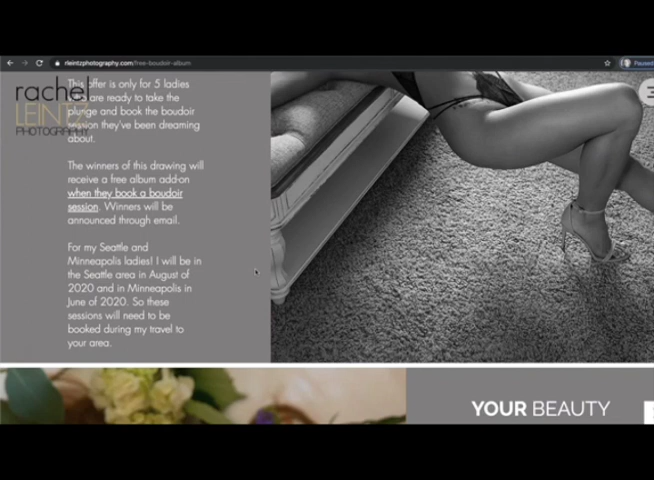 rleintzphotography.com/free-boudoir-album
Paused
This offer is only for 5 ladies
rachel
are ready to take the
plunge and book the boudoir
LEINTZ
session they've been dreaming
PHOTOGRAPHY
about.
The winners of this drawing will
receive a free album add-on
when they book a boudoir
session. Winners will be
announced through email.
For my Seattle and
Minneapolis ladies! I will be in
the Seattle area in August of
2020 and in Minneapolis in
June of 2020. So these
sessions will need to be
booked during my travel to
your area.
YOUR BEAUTY